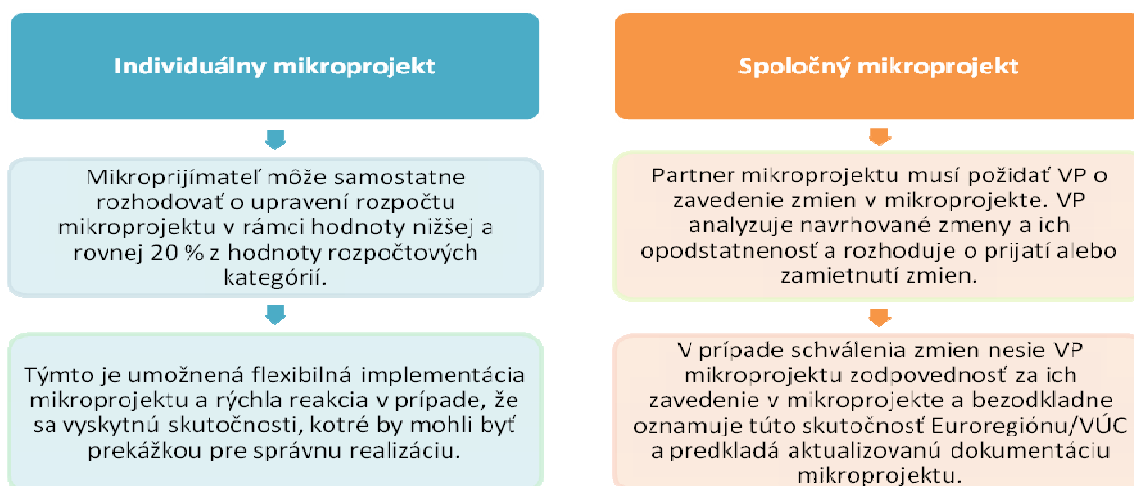 Individuálny mikroprojekt
Mikroprijímateľ môže samostatne
rozhodovať o upravení rozpočtu
mikroprojektu v rámci hodnoty nižšej a
rovnej 20 % z hodnoty rozpočtových
kategórií.
Týmto je umožnená flexibilná implementácia
mikroprojektu a rýchla reakcia v prípade, že
sa vyskytnú skutočnosti, kotré by mohli byť
prekážkou pre správnu realizáciu.
Spoločný mikroprojekt
Partner mikroprojektu musí požidať VP o
zavedenie zmien v mikroprojekte. VP
analyzuje navrhované zmeny a ich
opodstatnenosť a rozhoduje o prijatí alebo
zamietnutí zmien.
V prípade schválenia zmien nesie VP
mikroprojektu zodpovednosť za ich
zavedenie v mikroprojekte a bezodkladne
oznamuje túto skutočnosť Euroregiónu/VÚC
a predkladá aktualizovanú dokumentáciu
mikroprojektu.